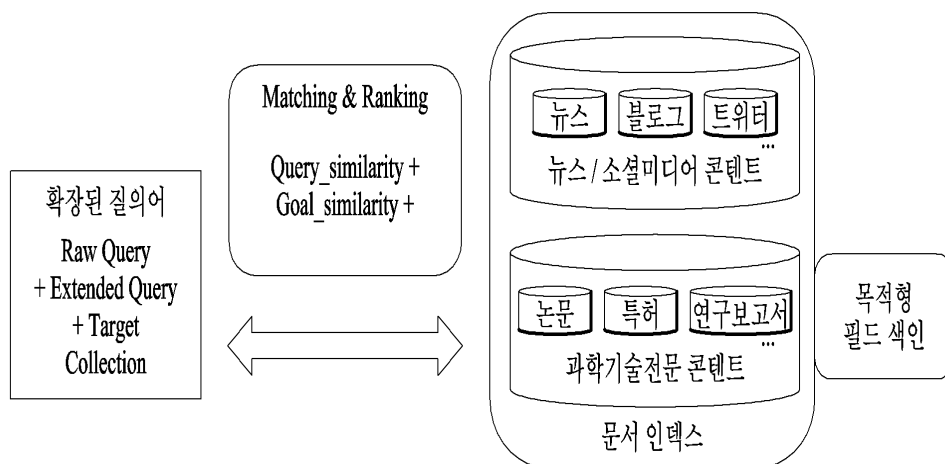 확장된 질의어
Raw Query
+ Extended Query
+ Target
Collection
Matching & Ranking
Query_similarity +
Goal_similarity +
뉴스
블로그
트위터
...
뉴스 / 소셜미디어 콘텐트
논문
특허
연구보고서
...
과학기술전문 콘텐트
문서 인덱스
목적형
필드 색인